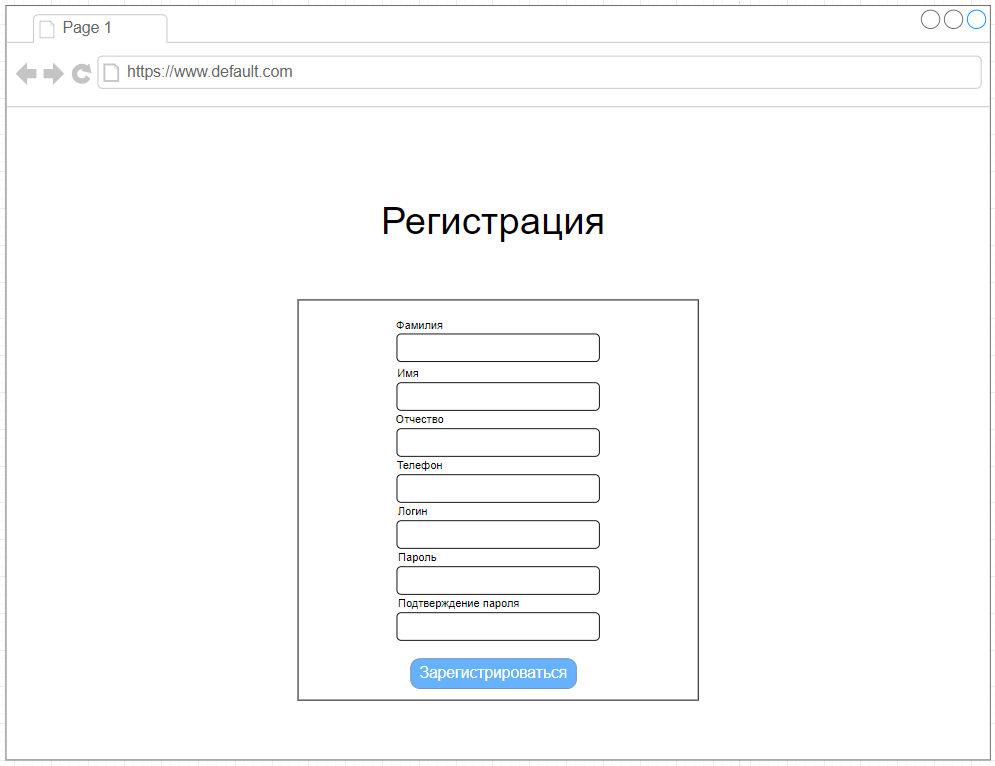 Page 1
https://www.default.com
Регистрация
Фамилия
Имя
Отчество
Телефон
Логин
Пароль
Подтверждение пароля
Зарегистрироваться